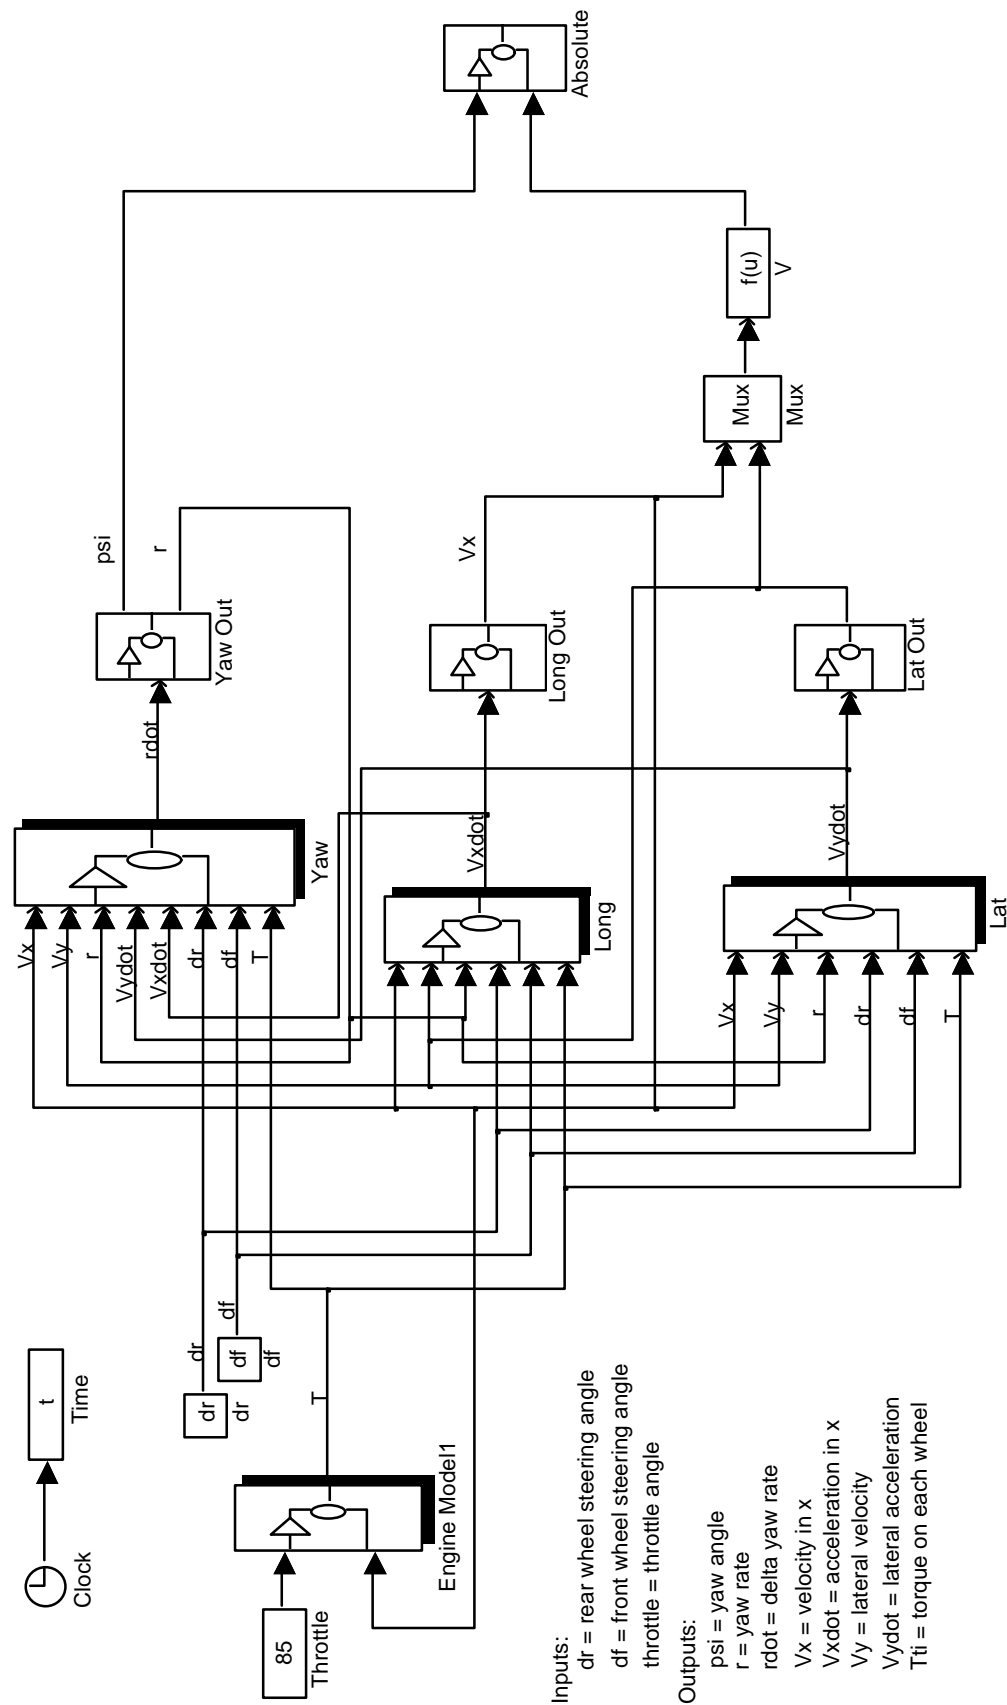 Clock
t
Time
85
Throttle
Engine Model1
T
dr
dr
dr
df
df
df
Vx
Vy
r
Vydot
Vxdot
dr
df
T
Yaw
rdot
Yaw Out
psi
r
Long
Vxdot
Long Out
Vx
Vx
Vy
r
dr
df
T
Lat
Vydot
Lat Out
Mux
Mux
f(u)
V
Absolute
Inputs:
dr = rear wheel steering angle
df = front wheel steering angle
throttle = throttle angle
Outputs:
psi = yaw angle
r = yaw rate
rdot = delta yaw rate
Vx = velocity in x
Vxdot = acceleration in x
Vy = lateral velocity
Vydot = lateral acceleration
Tti = torque on each wheel